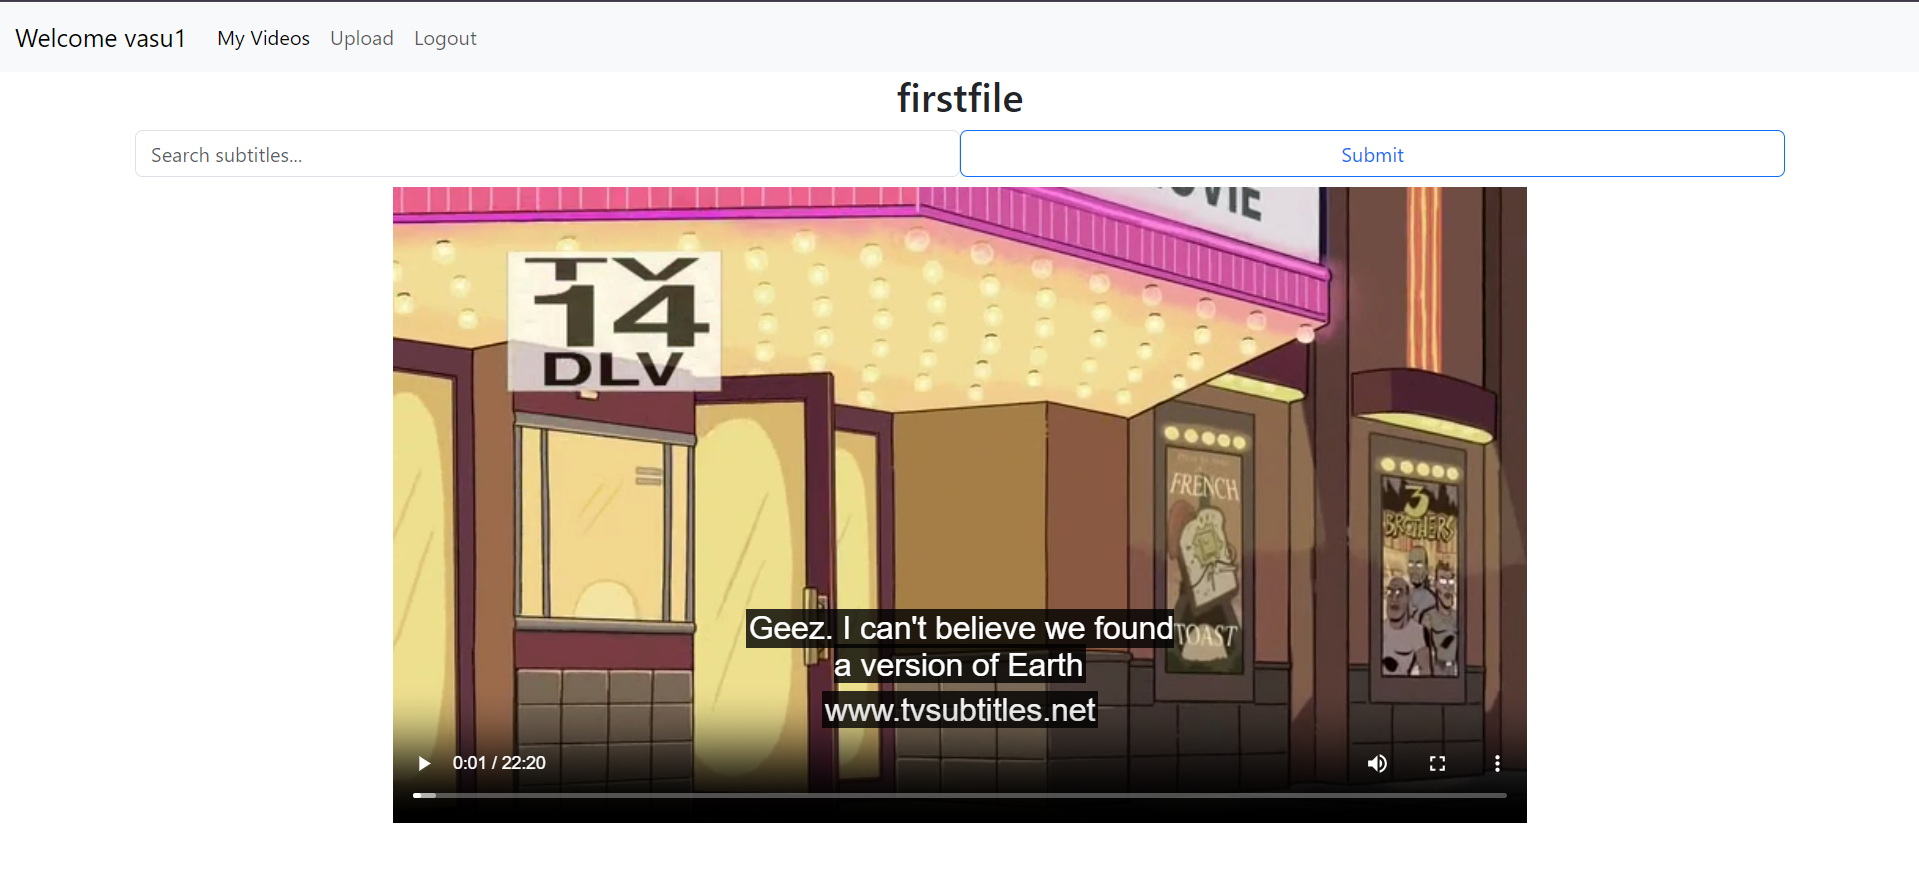 Welcome vasu1 My Videos Upload Logout
firstfile
Search subtitles... Submit
OVIE
TV
14
DLV
FRENCH
TOAST
3
BROTHERS
Geez. I can't believe we found
a version of Earth
www.tvsubtitles.net
0:01 / 22:20